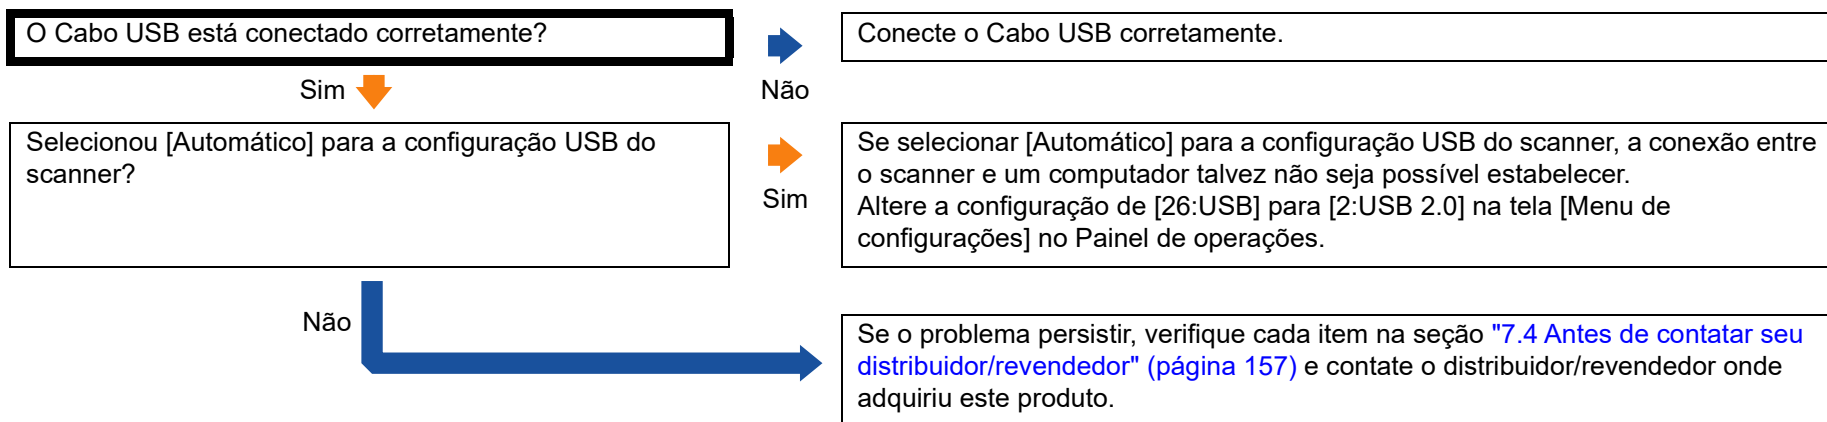 O Cabo USB está conectado corretamente?
Não
Conecte o Cabo USB corretamente.
Sim
Selecionou [Automático] para a configuração USB do
scanner?
Sim
Se selecionar [Automático] para a configuração USB do scanner, a conexão entre
o scanner e um computador talvez não seja possível estabelecer.
Altere a configuração de [26:USB] para [2:USB 2.0] na tela [Menu de
configurações] no Painel de operações.
Não
Se o problema persistir, verifique cada item na seção "7.4 Antes de contatar seu
distribuidor/revendedor" (página 157) e contate o distribuidor/revendedor onde
adquiriu este produto.